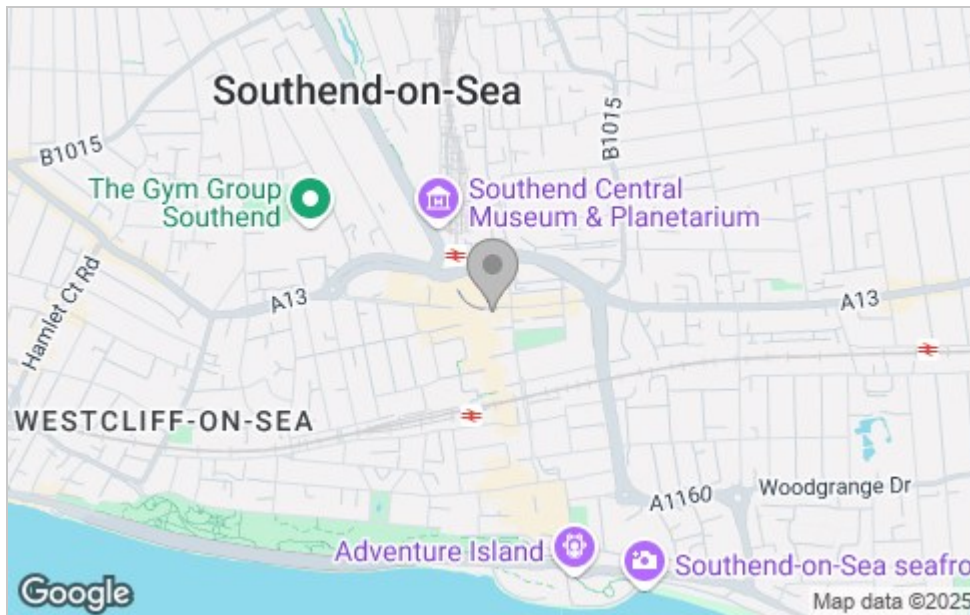 Southend-on-Sea
B1015
B1015
The Gym Group
Southend
Southend Central
Museum & Planetarium
Hamlet Ct Rd
A13
A13
WESTCLIFF-ON-SEA
A1160
Woodgrange Dr
Adventure Island
Southend-on-Sea seafro
Google
Map data ©2025